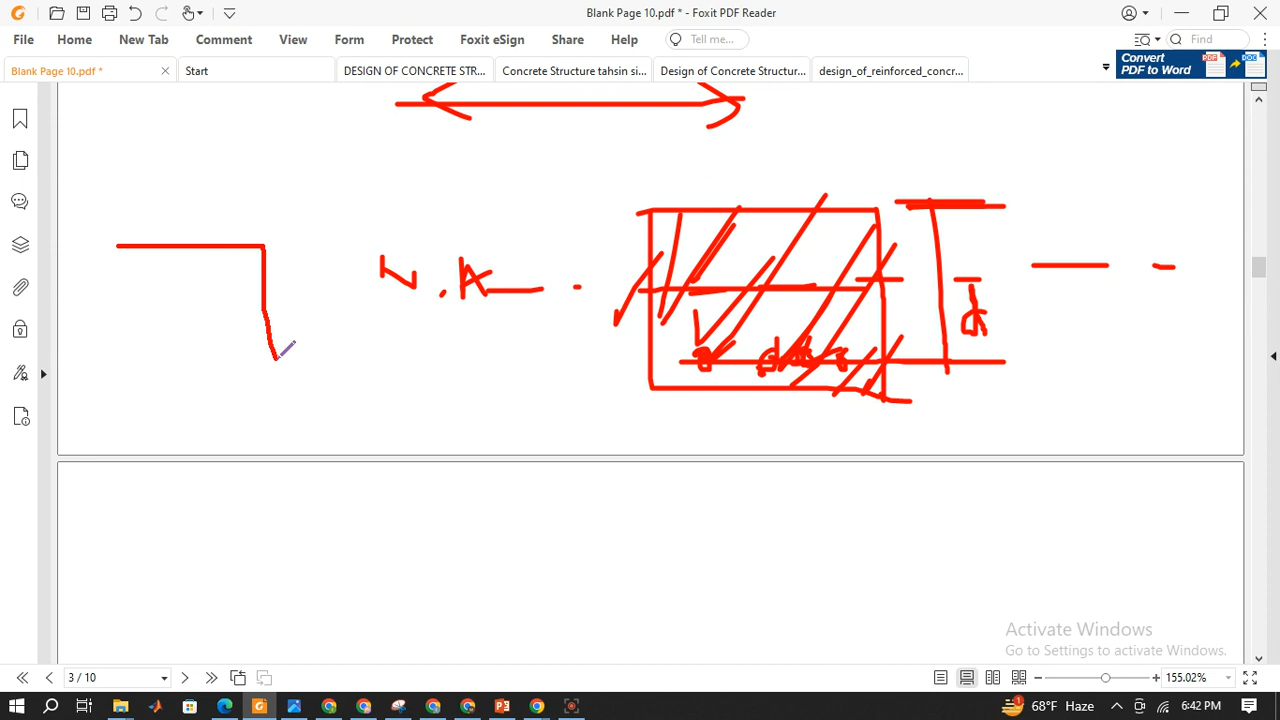 Blank Page 10.pdf * - Foxit PDF Reader
File Home New Tab Comment View Form Protect Foxit eSign Share Help Tell me... Find
Blank Page 10.pdf * Start DESIGN OF CONCRETE STR... Concrete structure tahsin si... Design of Concrete Structur... design_of_reinforced_concr...
Convert
PDF to Word
PDF DOC
N.A
d
Activate Windows
Go to Settings to activate Windows.
3 / 10 155.02%
1 68°F Haze 6:42 PM